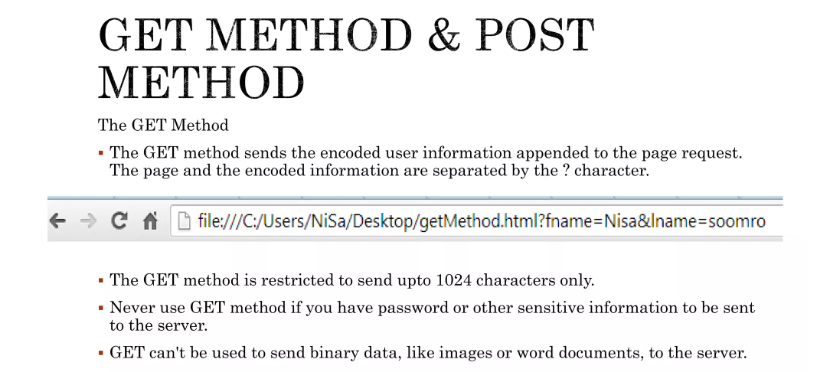 GET METHOD & POST
METHOD
The GET Method
▪ The GET method sends the encoded user information appended to the page request.
The page and the encoded information are separated by the ? character.
file:///C:/Users/NiSa/Desktop/getMethod.html?fname=Nisa&lname=soomro
▪ The GET method is restricted to send upto 1024 characters only.
▪ Never use GET method if you have password or other sensitive information to be sent
to the server.
▪ GET can't be used to send binary data, like images or word documents, to the server.